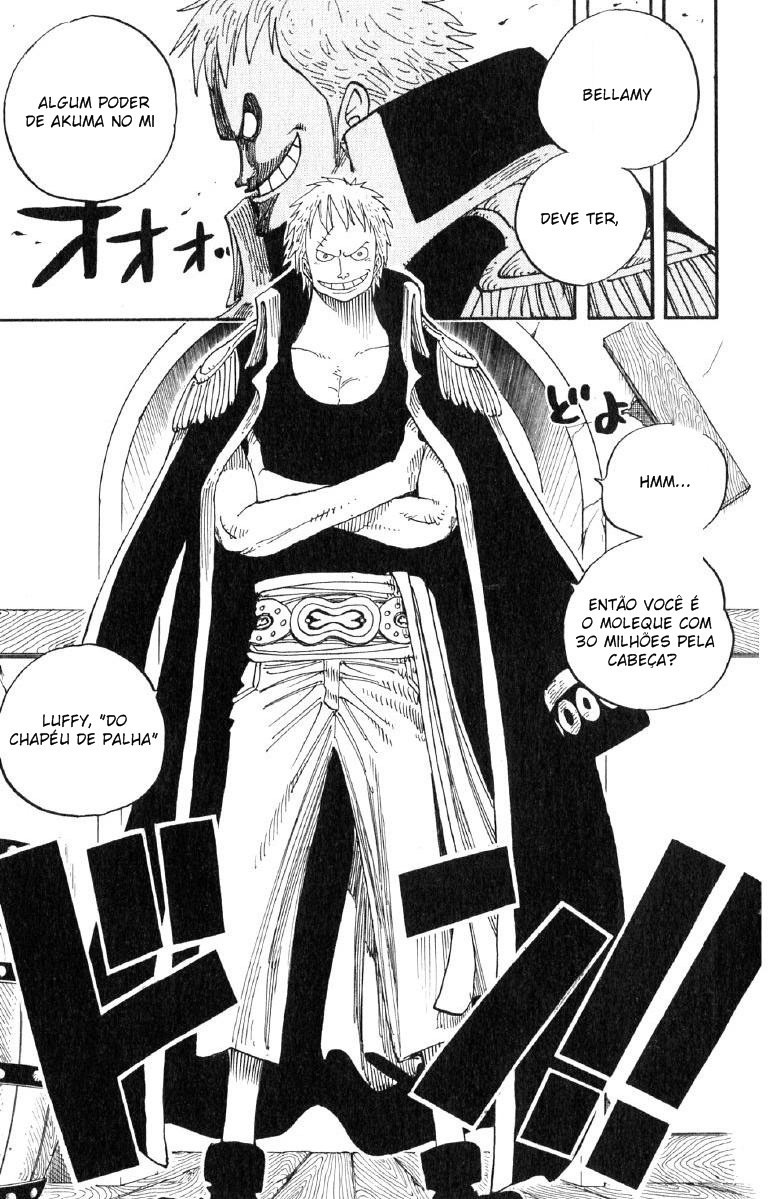 BELLAMY
DEVE TER,
ALGUM PODER
DE AKUMA NO MI
オオオ..
どよ
HMM...
ENTÃO VOCÊ É
O MOLEQUE COM
30 MILHÕES PELA
CABEÇA?
LUFFY, "DO
CHAPÉU DE PALHA"
ドン!!